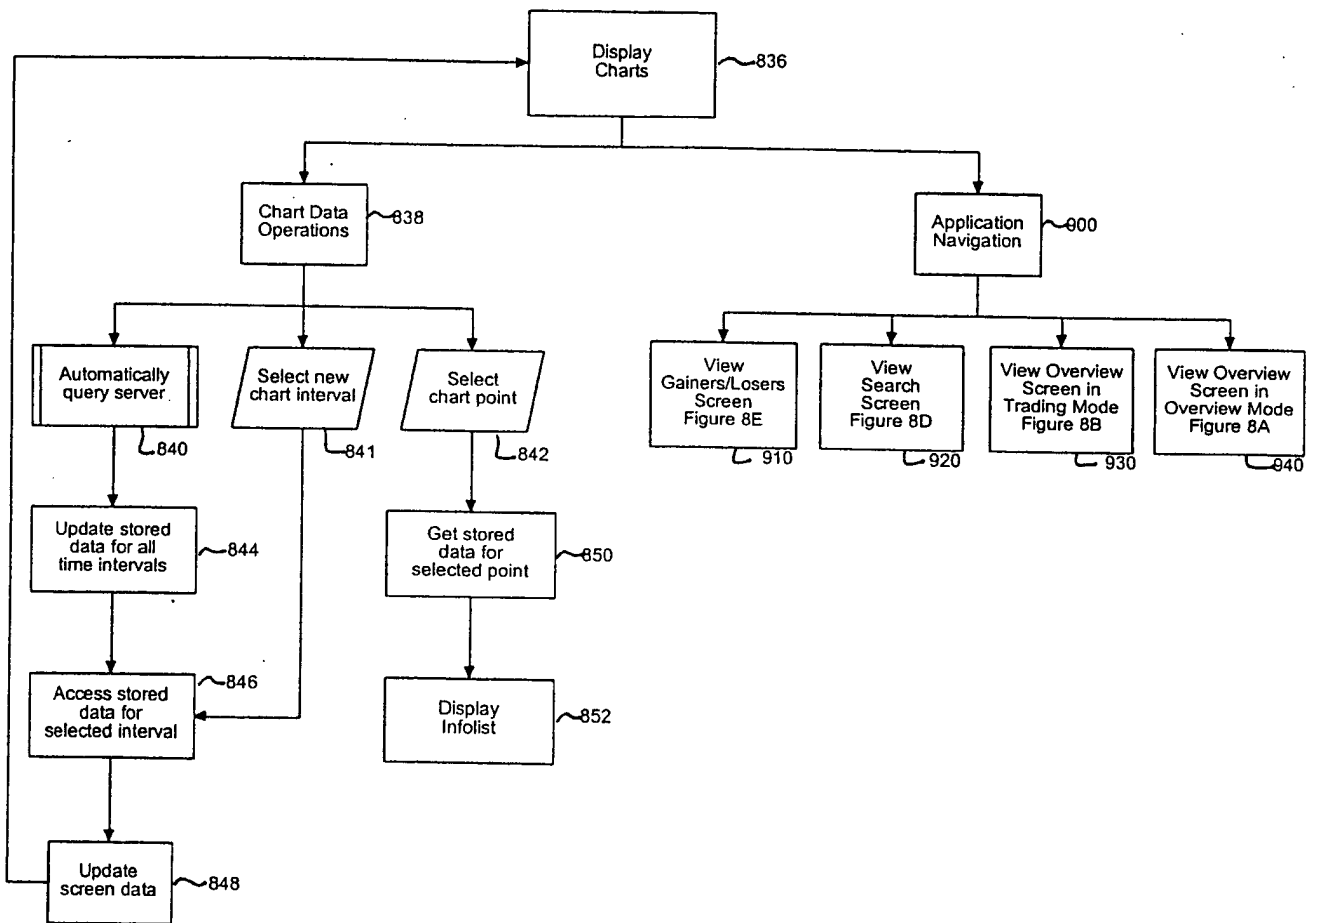 Display
Charts
836
Chart Data
Operations
838
Application
Navigation
900
Automatically
query server
840
Select new
chart interval
841
Select
chart point
842
View
Gainers/Losers
Screen
Figure 8E
910
View
Search
Screen
Figure 8D
920
View Overview
Screen in
Trading Mode
Figure 8B
930
View Overview
Screen in
Overview Mode
Figure 8A
940
Update stored
data for all
time intervals
844
Get stored
data for
selected point
850
Access stored
data for
selected interval
846
Display
Infolist
852
Update
screen data
848